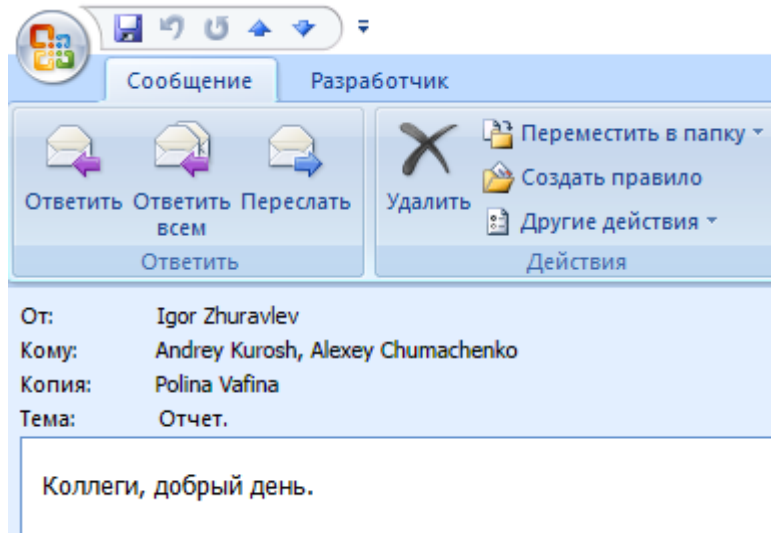 Сообщение Разработчик
Ответить Ответить всем Переслать
Удалить
Переместить в папку
Создать правило
Другие действия
Ответить Действия
От: Igor Zhuravlev
Кому: Andrey Kurosh, Alexey Chumachenko
Копия: Polina Vafina
Тема: Отчет.
Коллеги, добрый день.